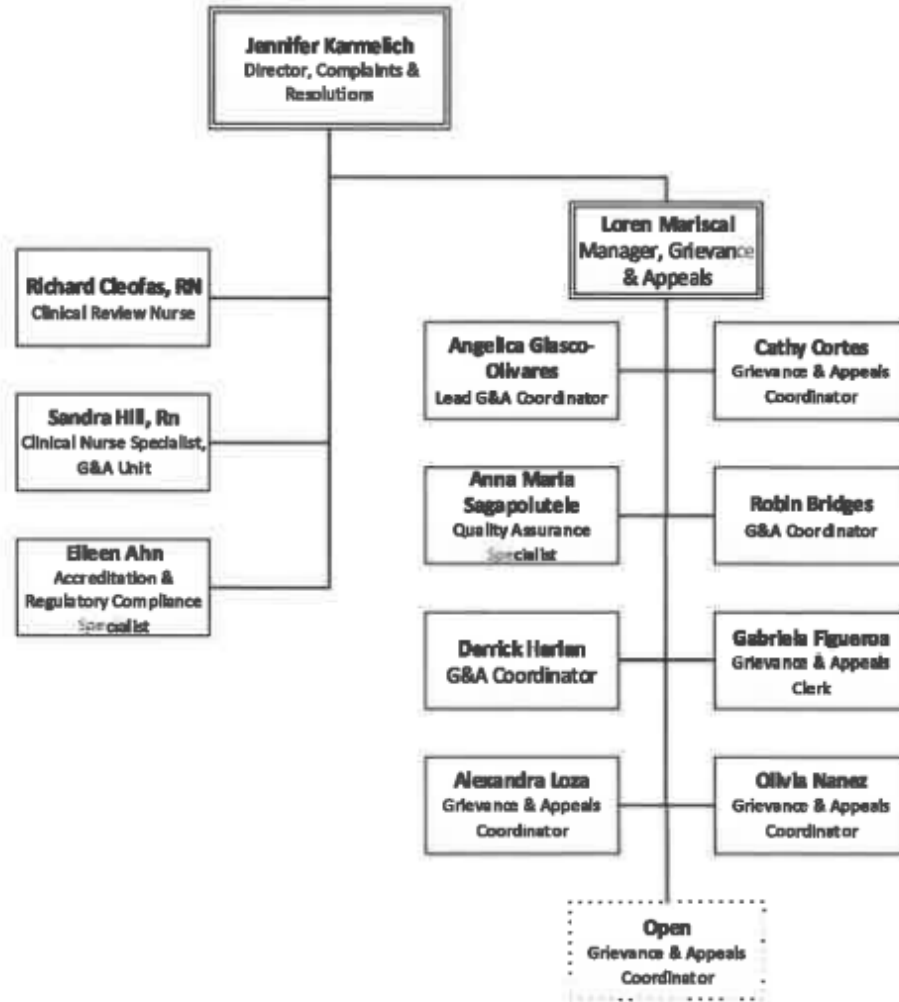 Jennifer Karmelich
Director, Complaints &
Resolutions
Loren Mariscal
Manager, Grievance
& Appeals
Richard Cleofas, RN
Clinical Review Nurse
Sandra Hill, Rn
Clinical Nurse Specialist,
G&A Unit
Eileen Ahn
Accreditation &
Regulatory Compliance
Specialist
Angelica Glasco-
Olivares
Lead G&A Coordinator
Cathy Cortes
Grievance & Appeals
Coordinator
Anna Maria
Sagapolutele
Quality Assurance
Specialist
Robin Bridges
G&A Coordinator
Derrick Harlan
G&A Coordinator
Gabriela Figueroa
Grievance & Appeals
Clerk
Alexandra Loza
Grievance & Appeals
Coordinator
Olivia Nanez
Grievance & Appeals
Coordinator
Open
Grievance & Appeals
Coordinator